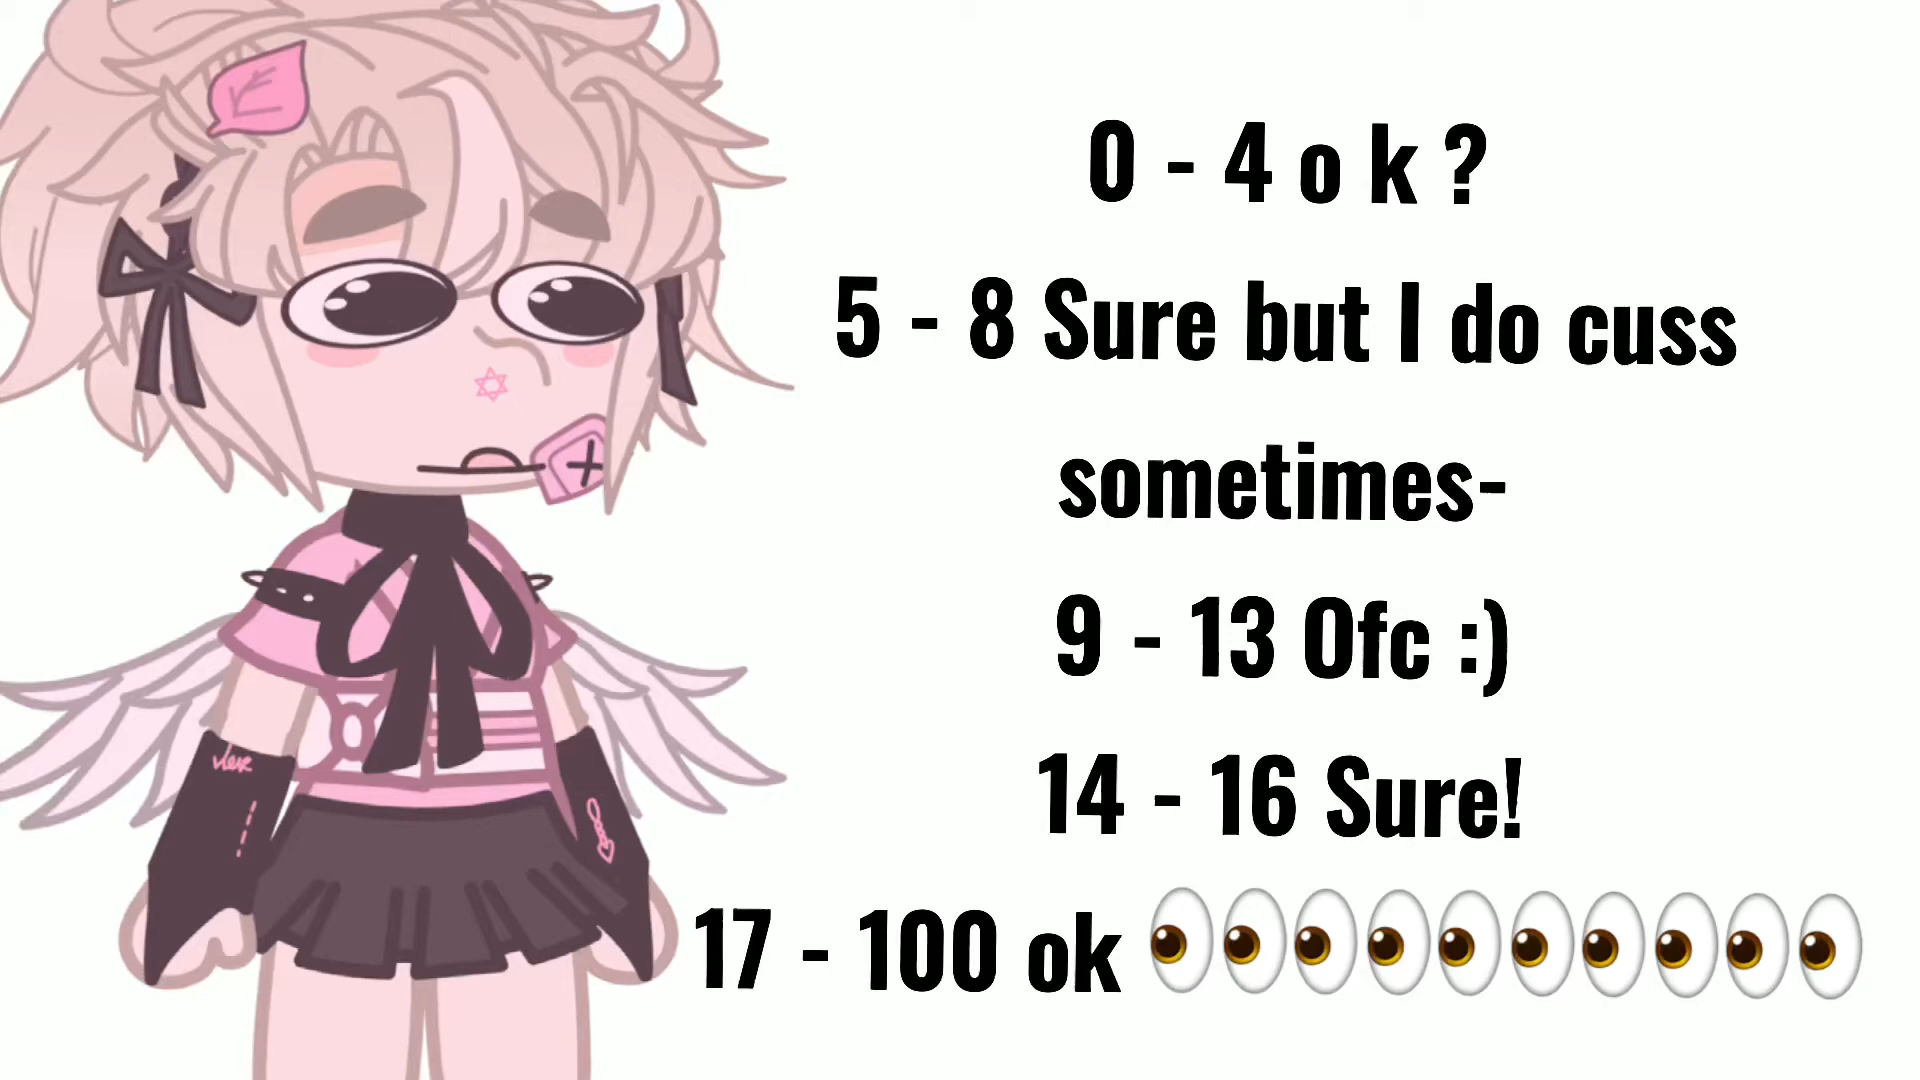 0 - 4 o k ?
5 - 8 Sure but I do cuss
sometimes-
9 - 13 Ofc :)
14 - 16 Sure!
17 - 100 ok 👀👀👀👀👀